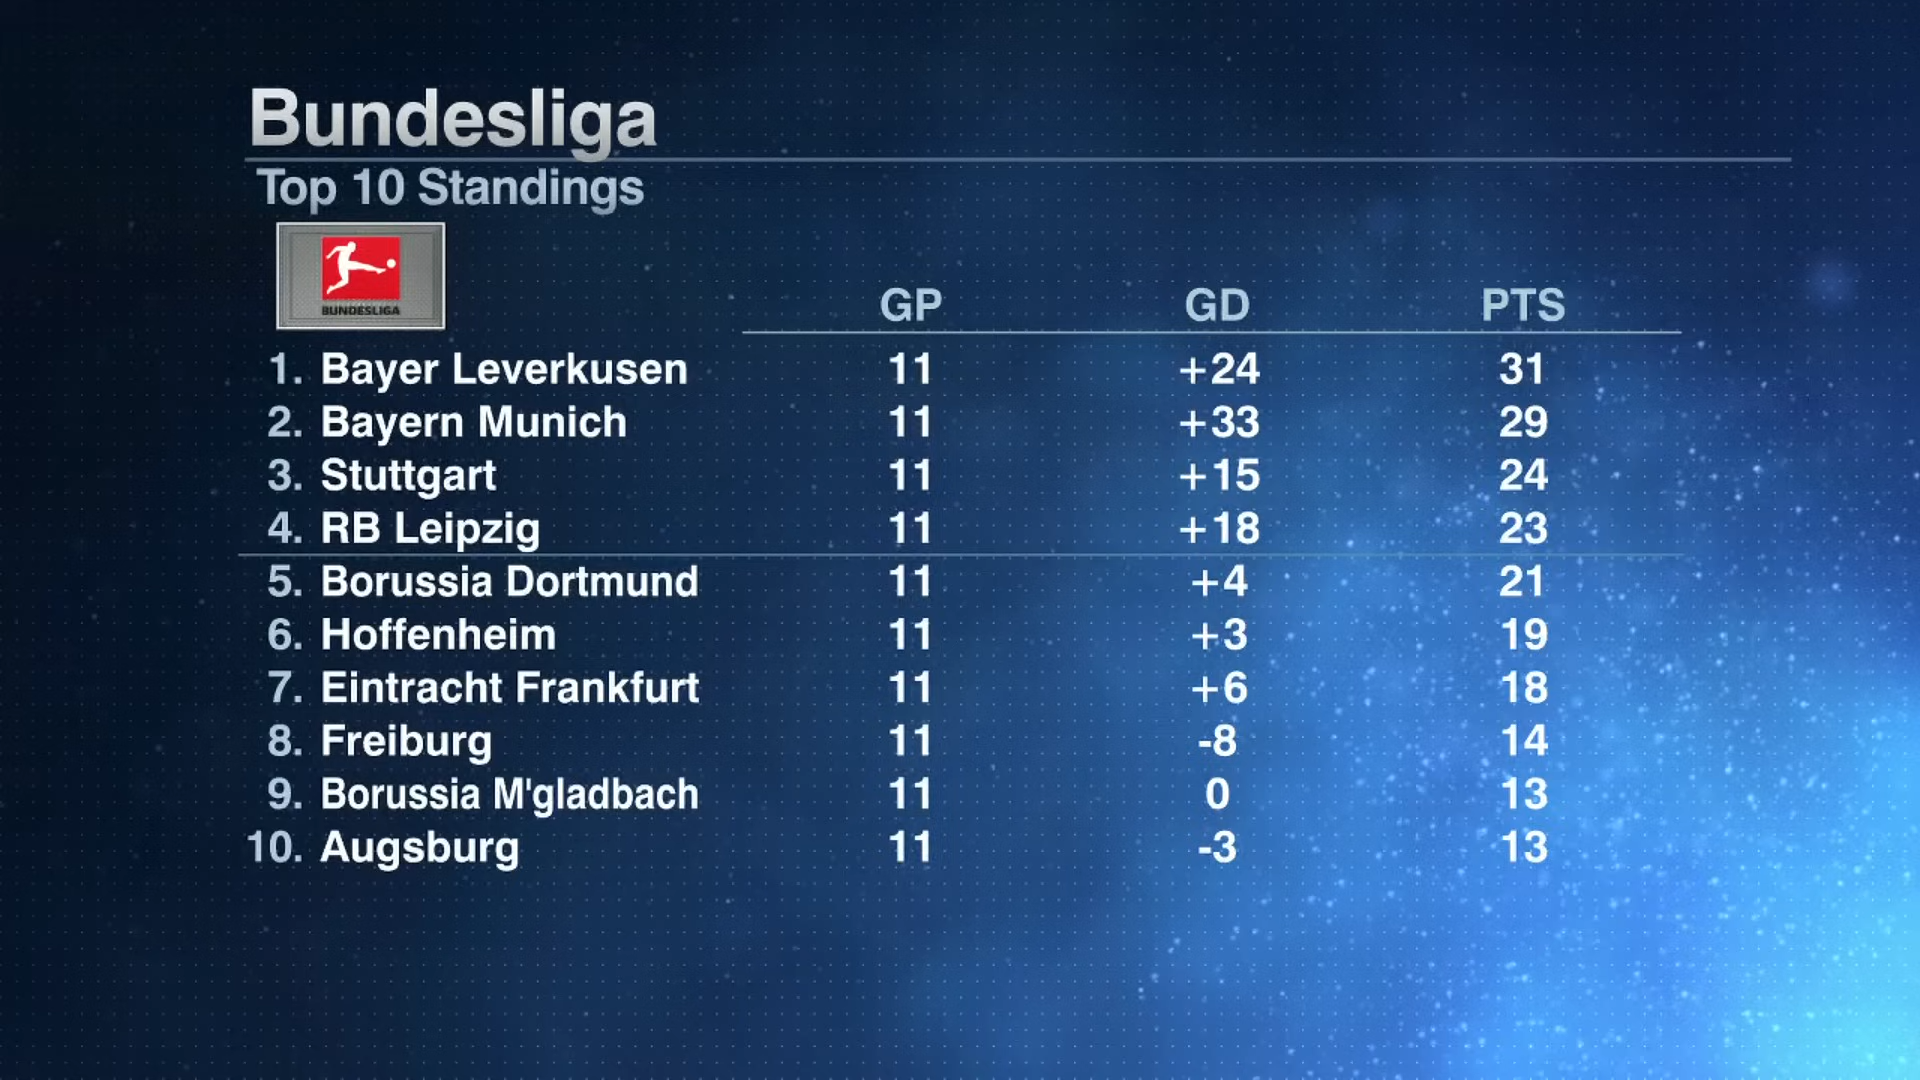 Bundesliga
Top 10 Standings
BUNDESLIGA
GP GD PTS
1. Bayer Leverkusen 11 +24 31
2. Bayern Munich 11 +33 29
3. Stuttgart 11 +15 24
4. RB Leipzig 11 +18 23
5. Borussia Dortmund 11 +4 21
6. Hoffenheim 11 +3 19
7. Eintracht Frankfurt 11 +6 18
8. Freiburg 11 -8 14
9. Borussia M'gladbach 11 0 13
10. Augsburg 11 -3 13